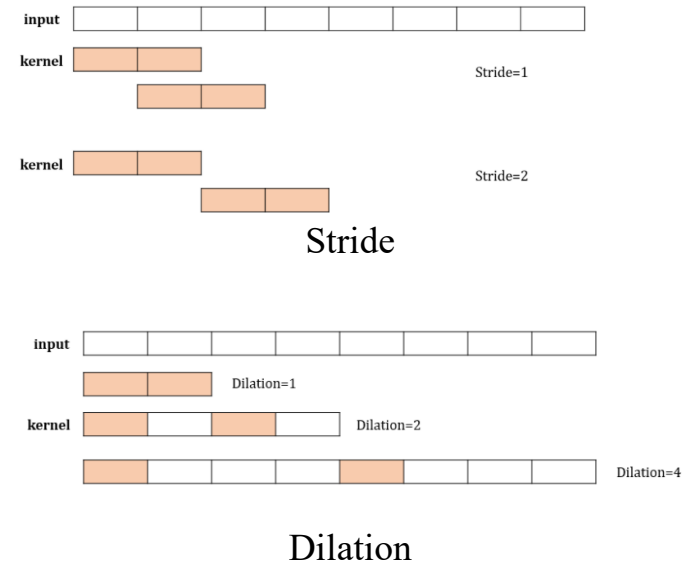 input
kernel
Stride=1
kernel
Stride=2
Stride
input
Dilation=1
kernel
Dilation=2
Dilation=4
Dilation